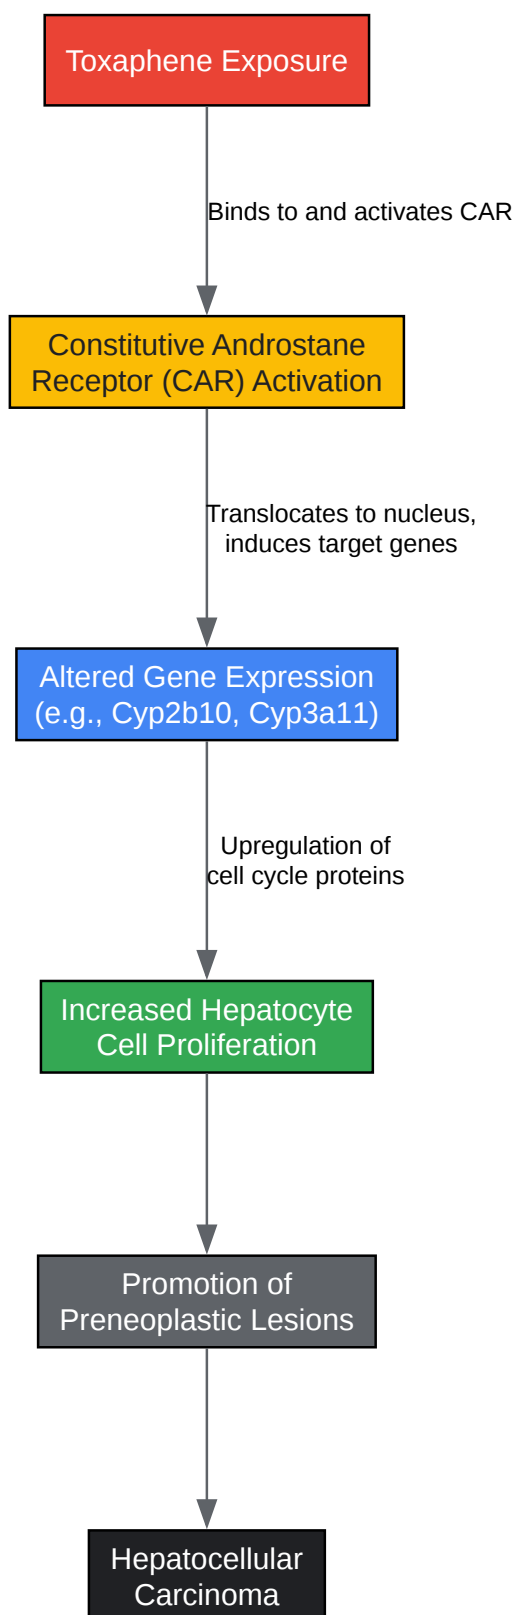 Toxaphene Exposure
Binds to and activates CAR
Constitutive Androstane
Receptor (CAR) Activation
Translocates to nucleus,
induces target genes
Altered Gene Expression
(e.g., Cyp2b10, Cyp3a11)
Upregulation of
cell cycle proteins
Increased Hepatocyte
Cell Proliferation
Promotion of
Preneoplastic Lesions
Hepatocellular
Carcinoma